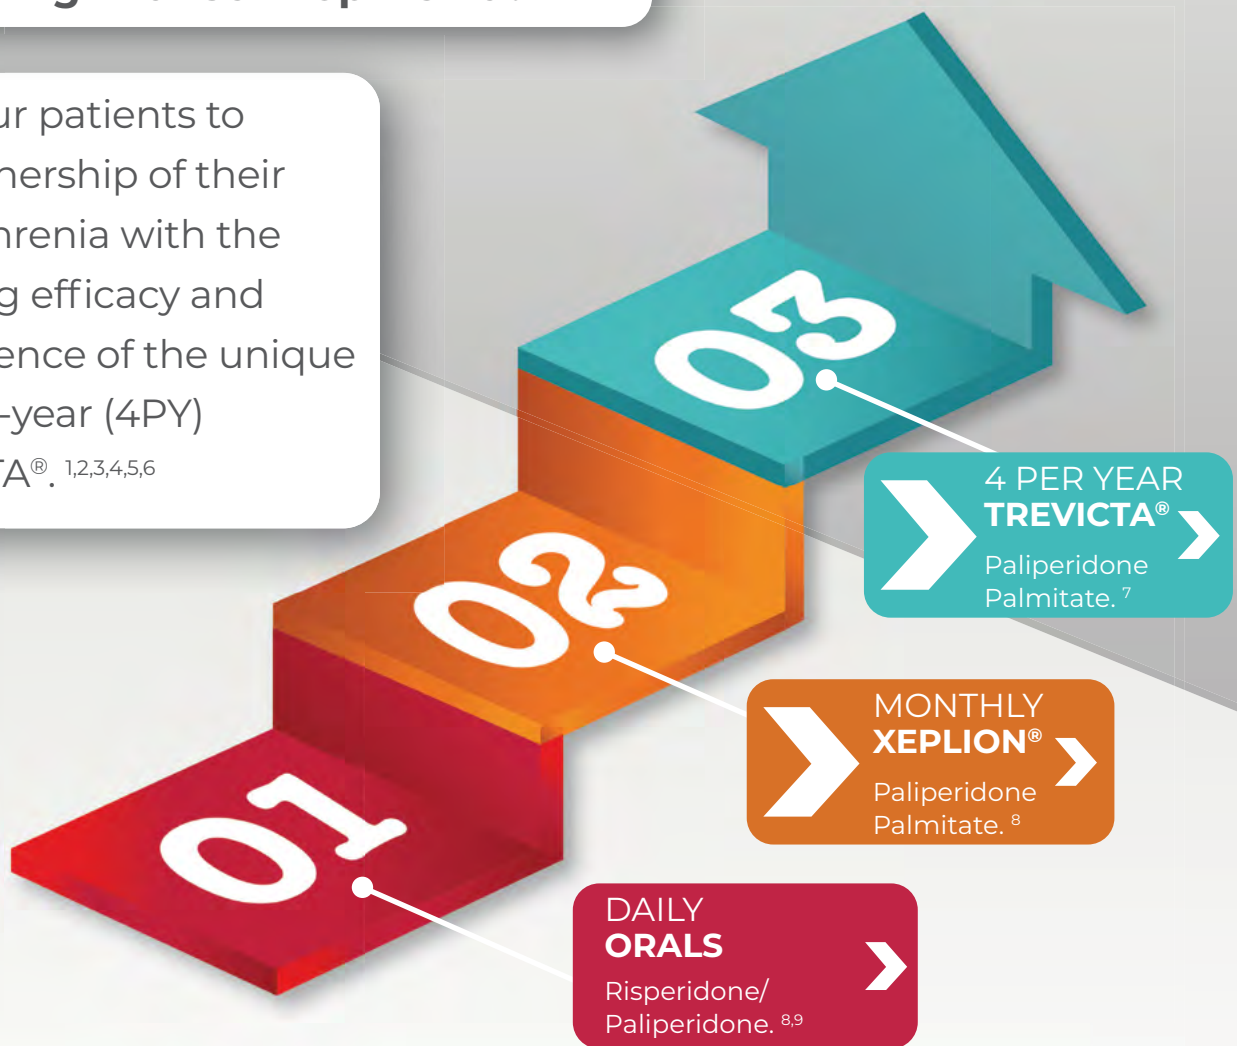 ur patients to
nership of their
hrenia with the
g efficacy and
ence of the unique
-year (4PY)
TA®. 1,2,3,4,5,6
03
4 PER YEAR
TREVICTA®
Paliperidone
Palmitate. 7
02
MONTHLY
XEPLION®
Paliperidone
Palmitate. 8
01
DAILY
ORALS
Risperidone/
Paliperidone. 8,9